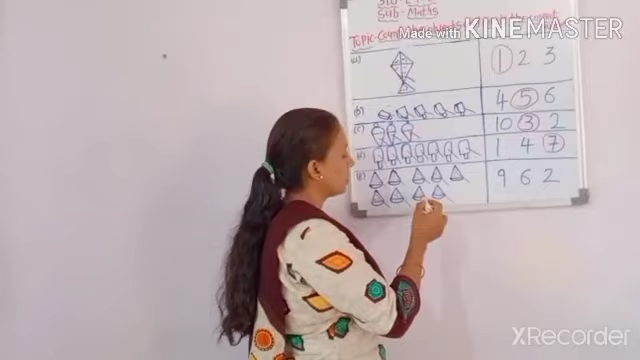 Sub - Maths
Made with KINEMASTER
Topic-
(a) 1 2 3
(b) 4 5 6
(c) 10 3 2
(d) 1 4 7
(e) 9 6 2
XRecorder